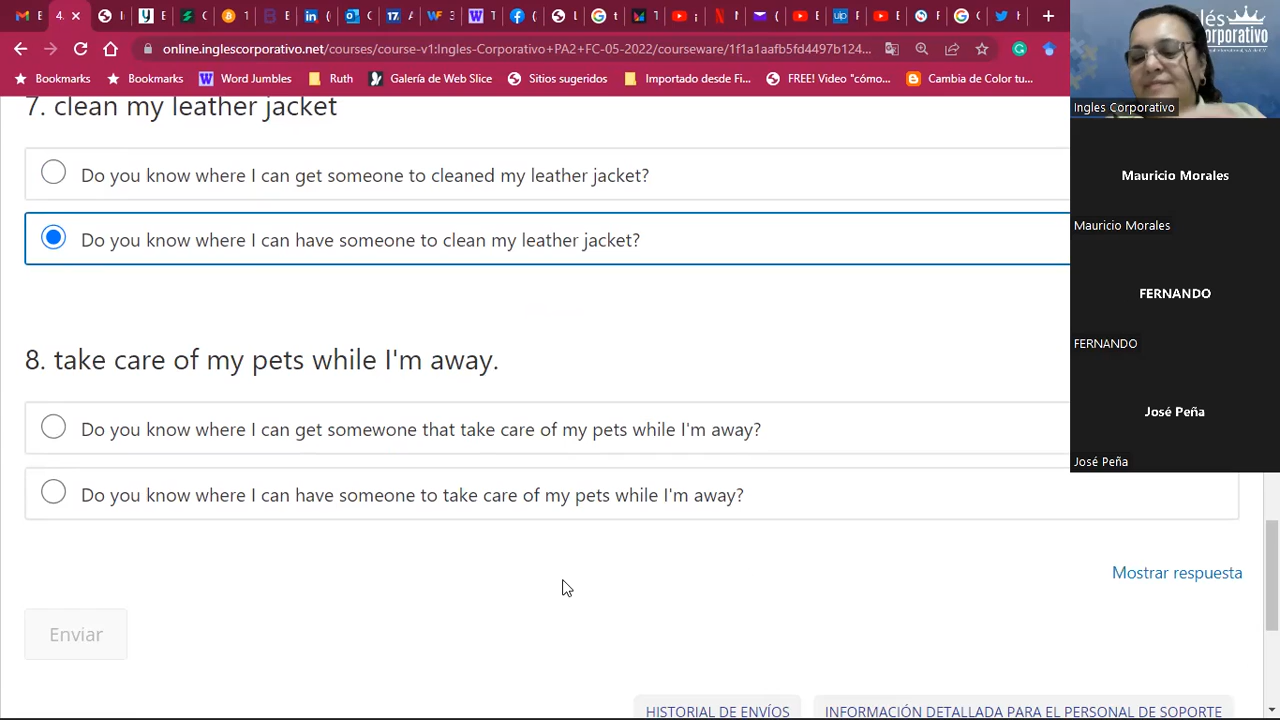 4.
I
E
C
T
E
in (
C
17,
WF 3
W T
(
L
G t
T
¡
N
(
E
up F
E
F
G C
H
online.inglescorporativo.net/courses/course-v1:Ingles-Corporativo+PA2+FC-05-2022/courseware/1f1a1aafb5fd4497b124...
Bookmarks
Bookmarks
Word Jumbles
Ruth
Galería de Web Slice
Sitios sugeridos
Importado desde Fi...
FREE! Video "cómo...
Cambia de Color tu...
Ingles Corporativo
7. clean my leather jacket
Do you know where I can get someone to cleaned my leather jacket?
Do you know where I can have someone to clean my leather jacket?
8. take care of my pets while I'm away.
Do you know where I can get somewone that take care of my pets while I'm away?
Do you know where I can have someone to take care of my pets while I'm away?
Mostrar respuesta
Enviar
HISTORIAL DE ENVÍOS
INFORMACIÓN DETALLADA PARA EL PERSONAL DE SOPORTE
Mauricio Morales
Mauricio Morales
FERNANDO
FERNANDO
José Peña
José Peña